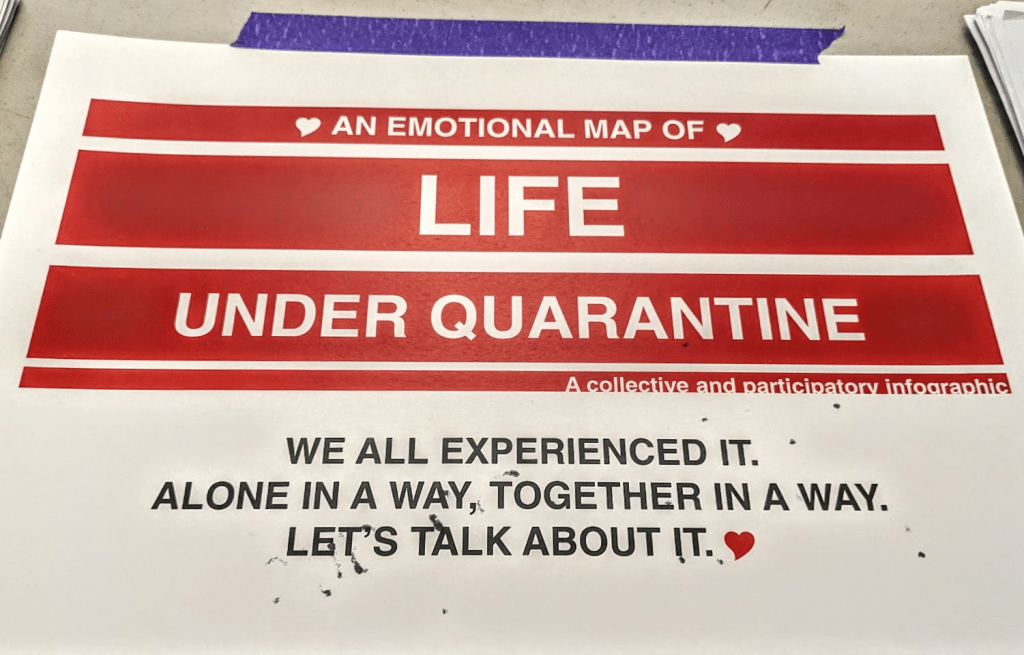 AN EMOTIONAL MAP OF
LIFE
UNDER QUARANTINE
A collective and participatory infographic
WE ALL EXPERIENCED IT.
ALONE IN A WAY, TOGETHER IN A WAY.
LET'S TALK ABOUT IT.